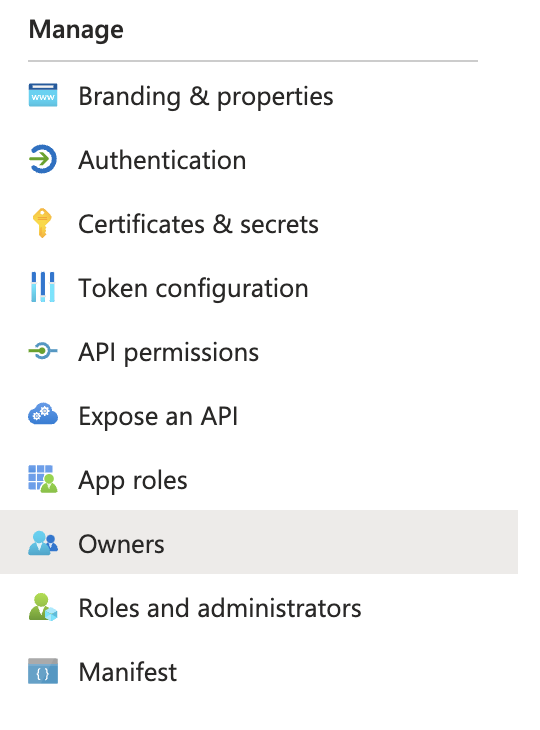 Manage
www
Branding & properties
Authentication
Certificates & secrets
Token configuration
API permissions
Expose an API
App roles
Owners
Roles and administrators
{ }
Manifest